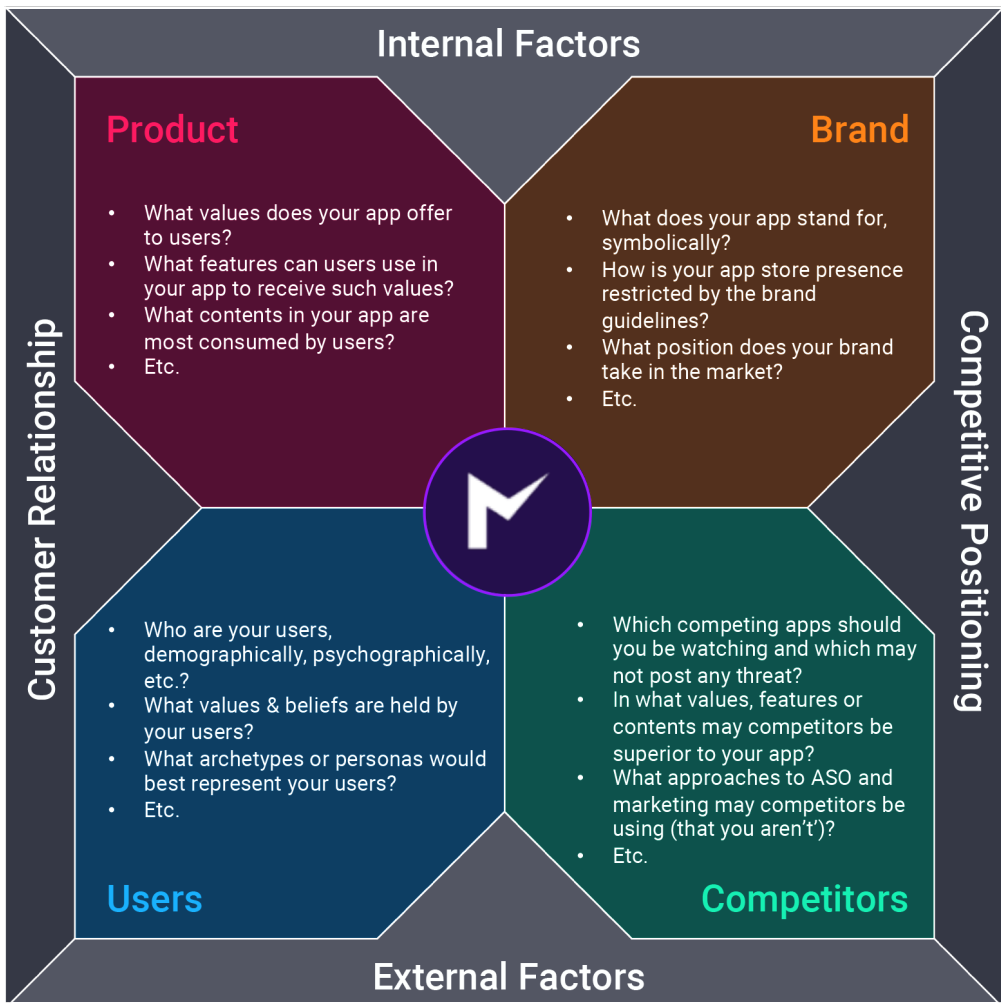 Internal Factors
Product
• What values does your app offer
to users?
• What features can users use in
your app to receive such values?
• What contents in your app are
most consumed by users?
• Etc.
Brand
• What does your app stand for,
symbolically?
• How is your app store presence
restricted by the brand
guidelines?
• What position does your brand
take in the market?
• Etc.
Customer Relationship
Competitive Positioning
• Who are your users,
demographically, psychographically,
etc.?
• What values & beliefs are held by
your users?
• What archetypes or personas would
best represent your users?
• Etc.
Users
• Which competing apps should
you be watching and which may
not post any threat?
• In what values, features or
contents may competitors be
superior to your app?
• What approaches to ASO and
marketing may competitors be
using (that you aren’t’)?
• Etc.
Competitors
External Factors